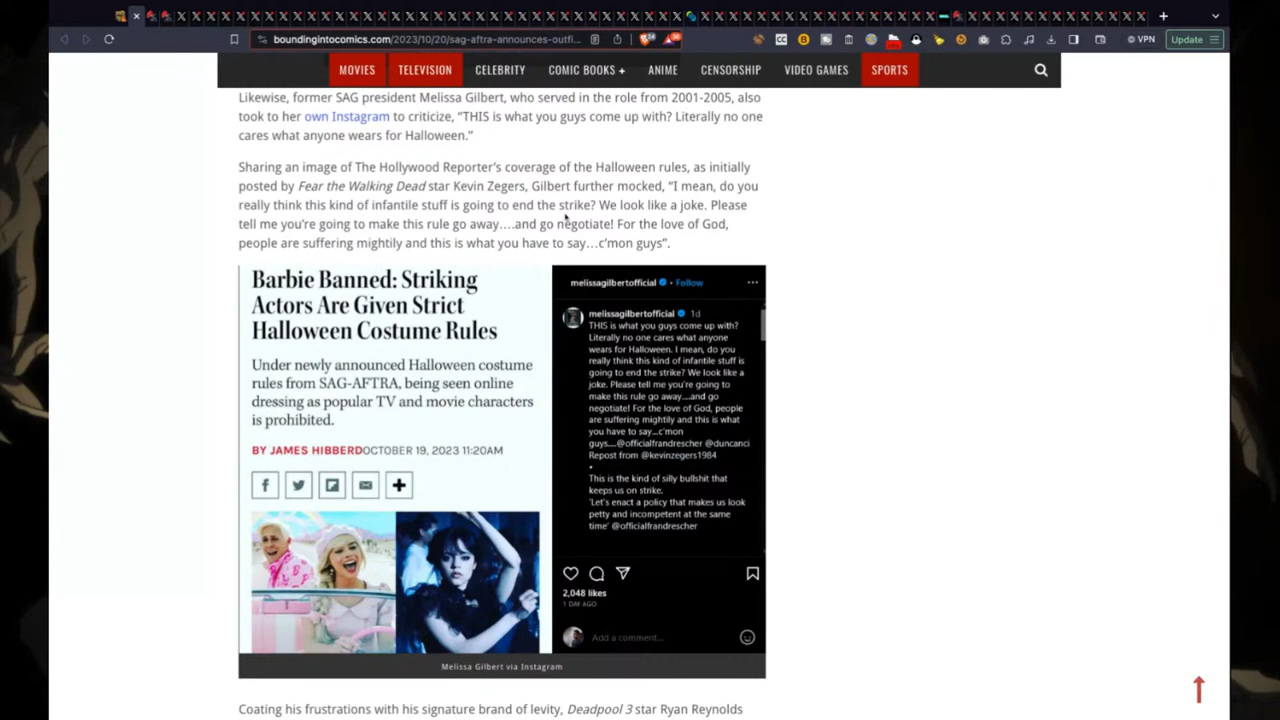 boundingintocomics.com/2023/10/20/sag-aftra-announces-outfi...
VPN
Update
MOVIES
TELEVISION
CELEBRITY
COMIC BOOKS +
ANIME
CENSORSHIP
VIDEO GAMES
SPORTS
Likewise, former SAG president Melissa Gilbert, who served in the role from 2001-2005, also
took to her own Instagram to criticize, “THIS is what you guys come up with? Literally no one
cares what anyone wears for Halloween.”
Sharing an image of The Hollywood Reporter’s coverage of the Halloween rules, as initially
posted by Fear the Walking Dead star Kevin Zegers, Gilbert further mocked, “I mean, do you
really think this kind of infantile stuff is going to end the strike? We look like a joke. Please
tell me you’re going to make this rule go away….and go negotiate! For the love of God,
people are suffering mightily and this is what you have to say…c’mon guys”.
Barbie Banned: Striking
Actors Are Given Strict
Halloween Costume Rules
Under newly announced Halloween costume
rules from SAG-AFTRA, being seen online
dressing as popular TV and movie characters
is prohibited.
BY JAMES HIBBERD OCTOBER 19, 2023 11:20AM
melissagilbertofficial • Follow
melissagilbertofficial 1d
THIS is what you guys come up with?
Literally no one cares what anyone
wears for Halloween. I mean, do you
really think this kind of infantile stuff is
going to end the strike? We look like a
joke. Please tell me you're going to
make this rule go away....and go
negotiate! For the love of God, people
are suffering mightily and this is what
you have to say...c'mon
guys....@officialfrandrescher @duncanci
Repost from @kevinzegers1984
•
This is the kind of silly bullshit that
keeps us on strike.
'Let's enact a policy that makes us look
petty and incompetent at the same
time' @officialfrandrescher
2,048 likes
1 DAY AGO
Add a comment...
Melissa Gilbert via Instagram
Coating his frustrations with his signature brand of levity, Deadpool 3 star Ryan Reynolds